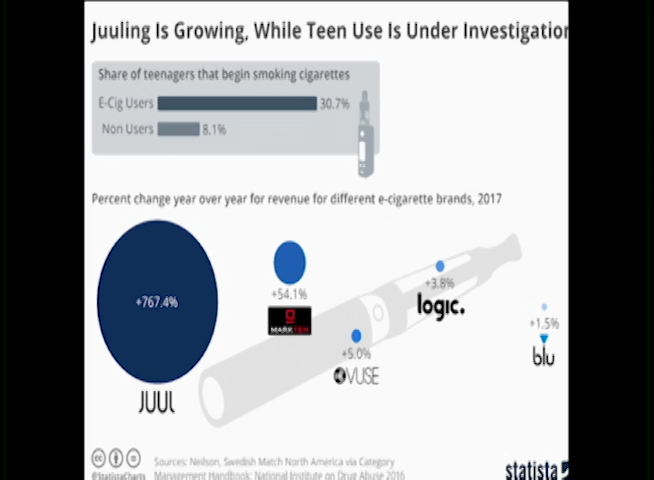 Juuling Is Growing, While Teen Use Is Under Investigation
Share of teenagers that begin smoking cigarettes
E-Cig Users 30.7%
Non Users 8.1%
Percent change year over year for revenue for different e-cigarette brands, 2017
+767.4%
JUUL
+54.1%
MARKTEN
+5.0%
VUSE
+3.8%
logic.
+1.5%
blu
@StatistaCharts
Sources: Neilson, Swedish Match North America via Category
Management Handbook; National Institute on Drug Abuse 2016
statista